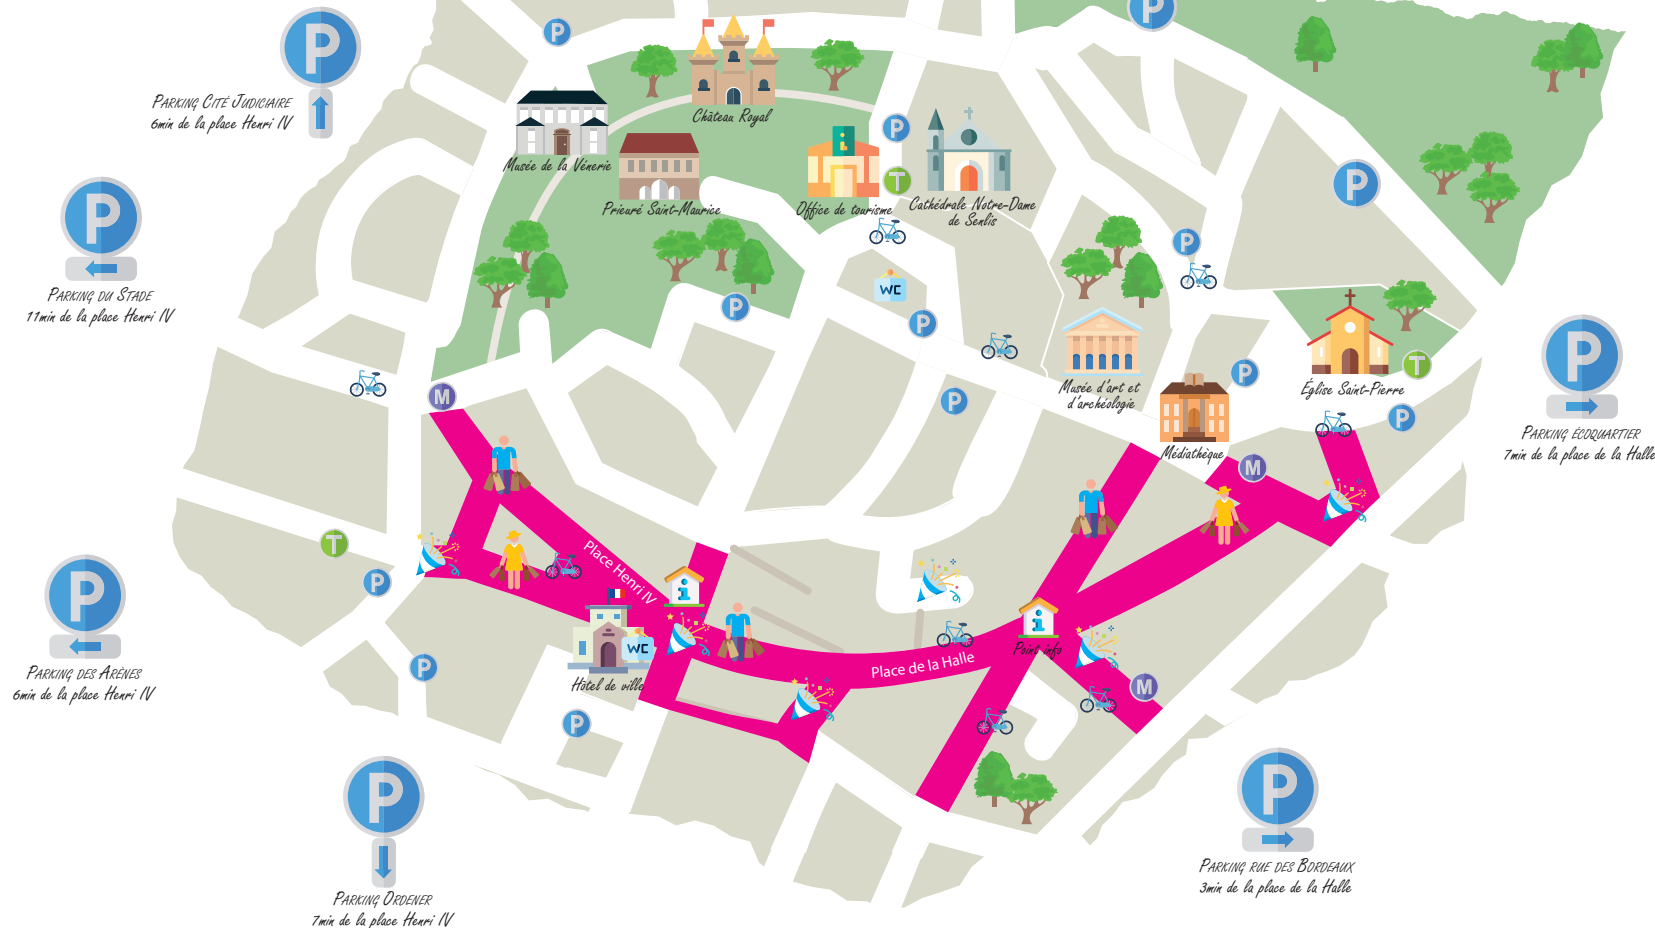 P
P
P
PARKING CITÉ JUDICIAIRE
6min de la place Henri IV
Château Royal
Musée de la Vénerie
Prieuré Saint-Maurice
i
P
T
Office de tourisme
Cathédrale Notre-Dame
de Senlis
P
P
PARKING DU STADE
11min de la place Henri IV
P
WC
P
P
M
P
Musée d'art et
d'archéologie
P
Médiathèque
T
Église Saint-Pierre
P
P
PARKING ÉCOQUARTIER
7min de la place de la Halle
P
M
M
T
P
Place Henri IV
i
WC
Hôtel de ville
P
PARKING DES ARÈNES
6min de la place Henri IV
P
P
Place de la Halle
i
Point info
M
P
PARKING ORDENER
7min de la place Henri IV
P
PARKING RUE DES BORDEAUX
3min de la place de la Halle